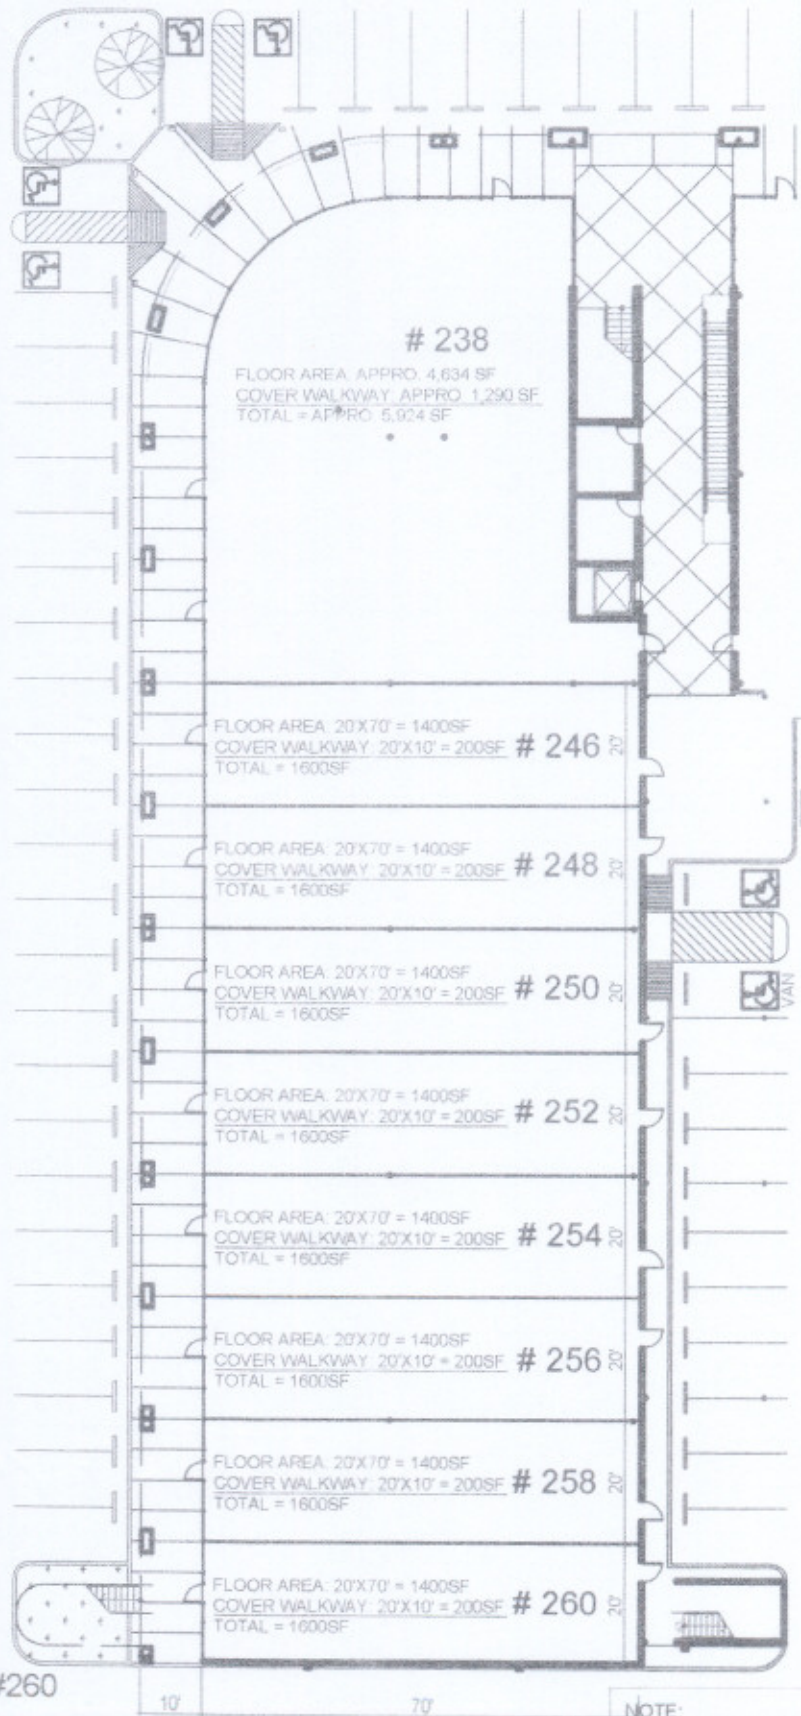 # 238
FLOOR AREA: APPRO. 4,634 SF
COVER WALKWAY: APPRO. 1,290 SF
TOTAL = APPRO. 5,924 SF
FLOOR AREA: 20'X70' = 1400SF
COVER WALKWAY: 20'X10' = 200SF # 246 20'
TOTAL = 1600SF
FLOOR AREA: 20'X70' = 1400SF
COVER WALKWAY: 20'X10' = 200SF # 248 20'
TOTAL = 1600SF
FLOOR AREA: 20'X70' = 1400SF
COVER WALKWAY: 20'X10' = 200SF # 250 20'
TOTAL = 1600SF
VAN
FLOOR AREA: 20'X70' = 1400SF
COVER WALKWAY: 20'X10' = 200SF # 252 20'
TOTAL = 1600SF
FLOOR AREA: 20'X70' = 1400SF
COVER WALKWAY: 20'X10' = 200SF # 254 20'
TOTAL = 1600SF
FLOOR AREA: 20'X70' = 1400SF
COVER WALKWAY: 20'X10' = 200SF # 256 20'
TOTAL = 1600SF
FLOOR AREA: 20'X70' = 1400SF
COVER WALKWAY: 20'X10' = 200SF # 258 20'
TOTAL = 1600SF
FLOOR AREA: 20'X70' = 1400SF
COVER WALKWAY: 20'X10' = 200SF # 260 20'
TOTAL = 1600SF
#260
10' 70' NOTE: